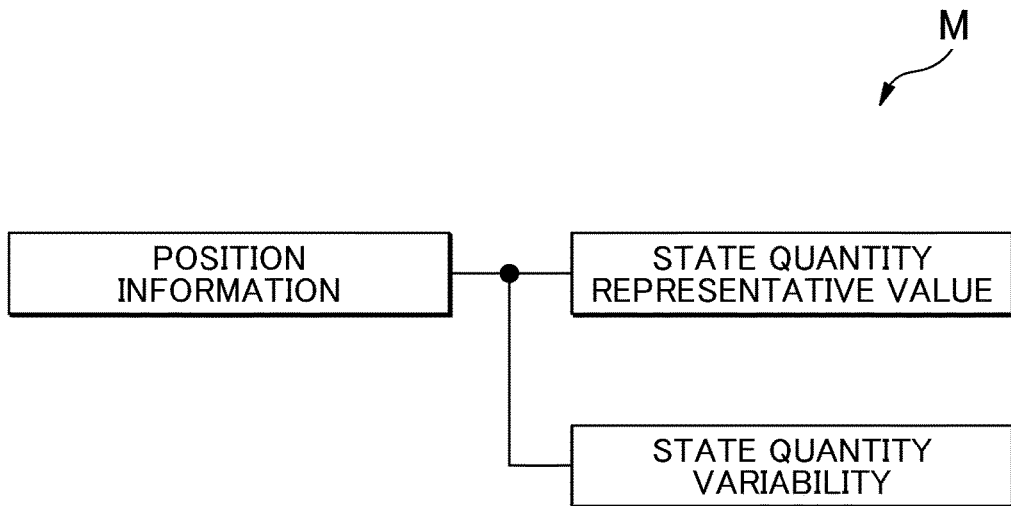 M
POSITION
INFORMATION
STATE QUANTITY
REPRESENTATIVE VALUE
STATE QUANTITY
VARIABILITY